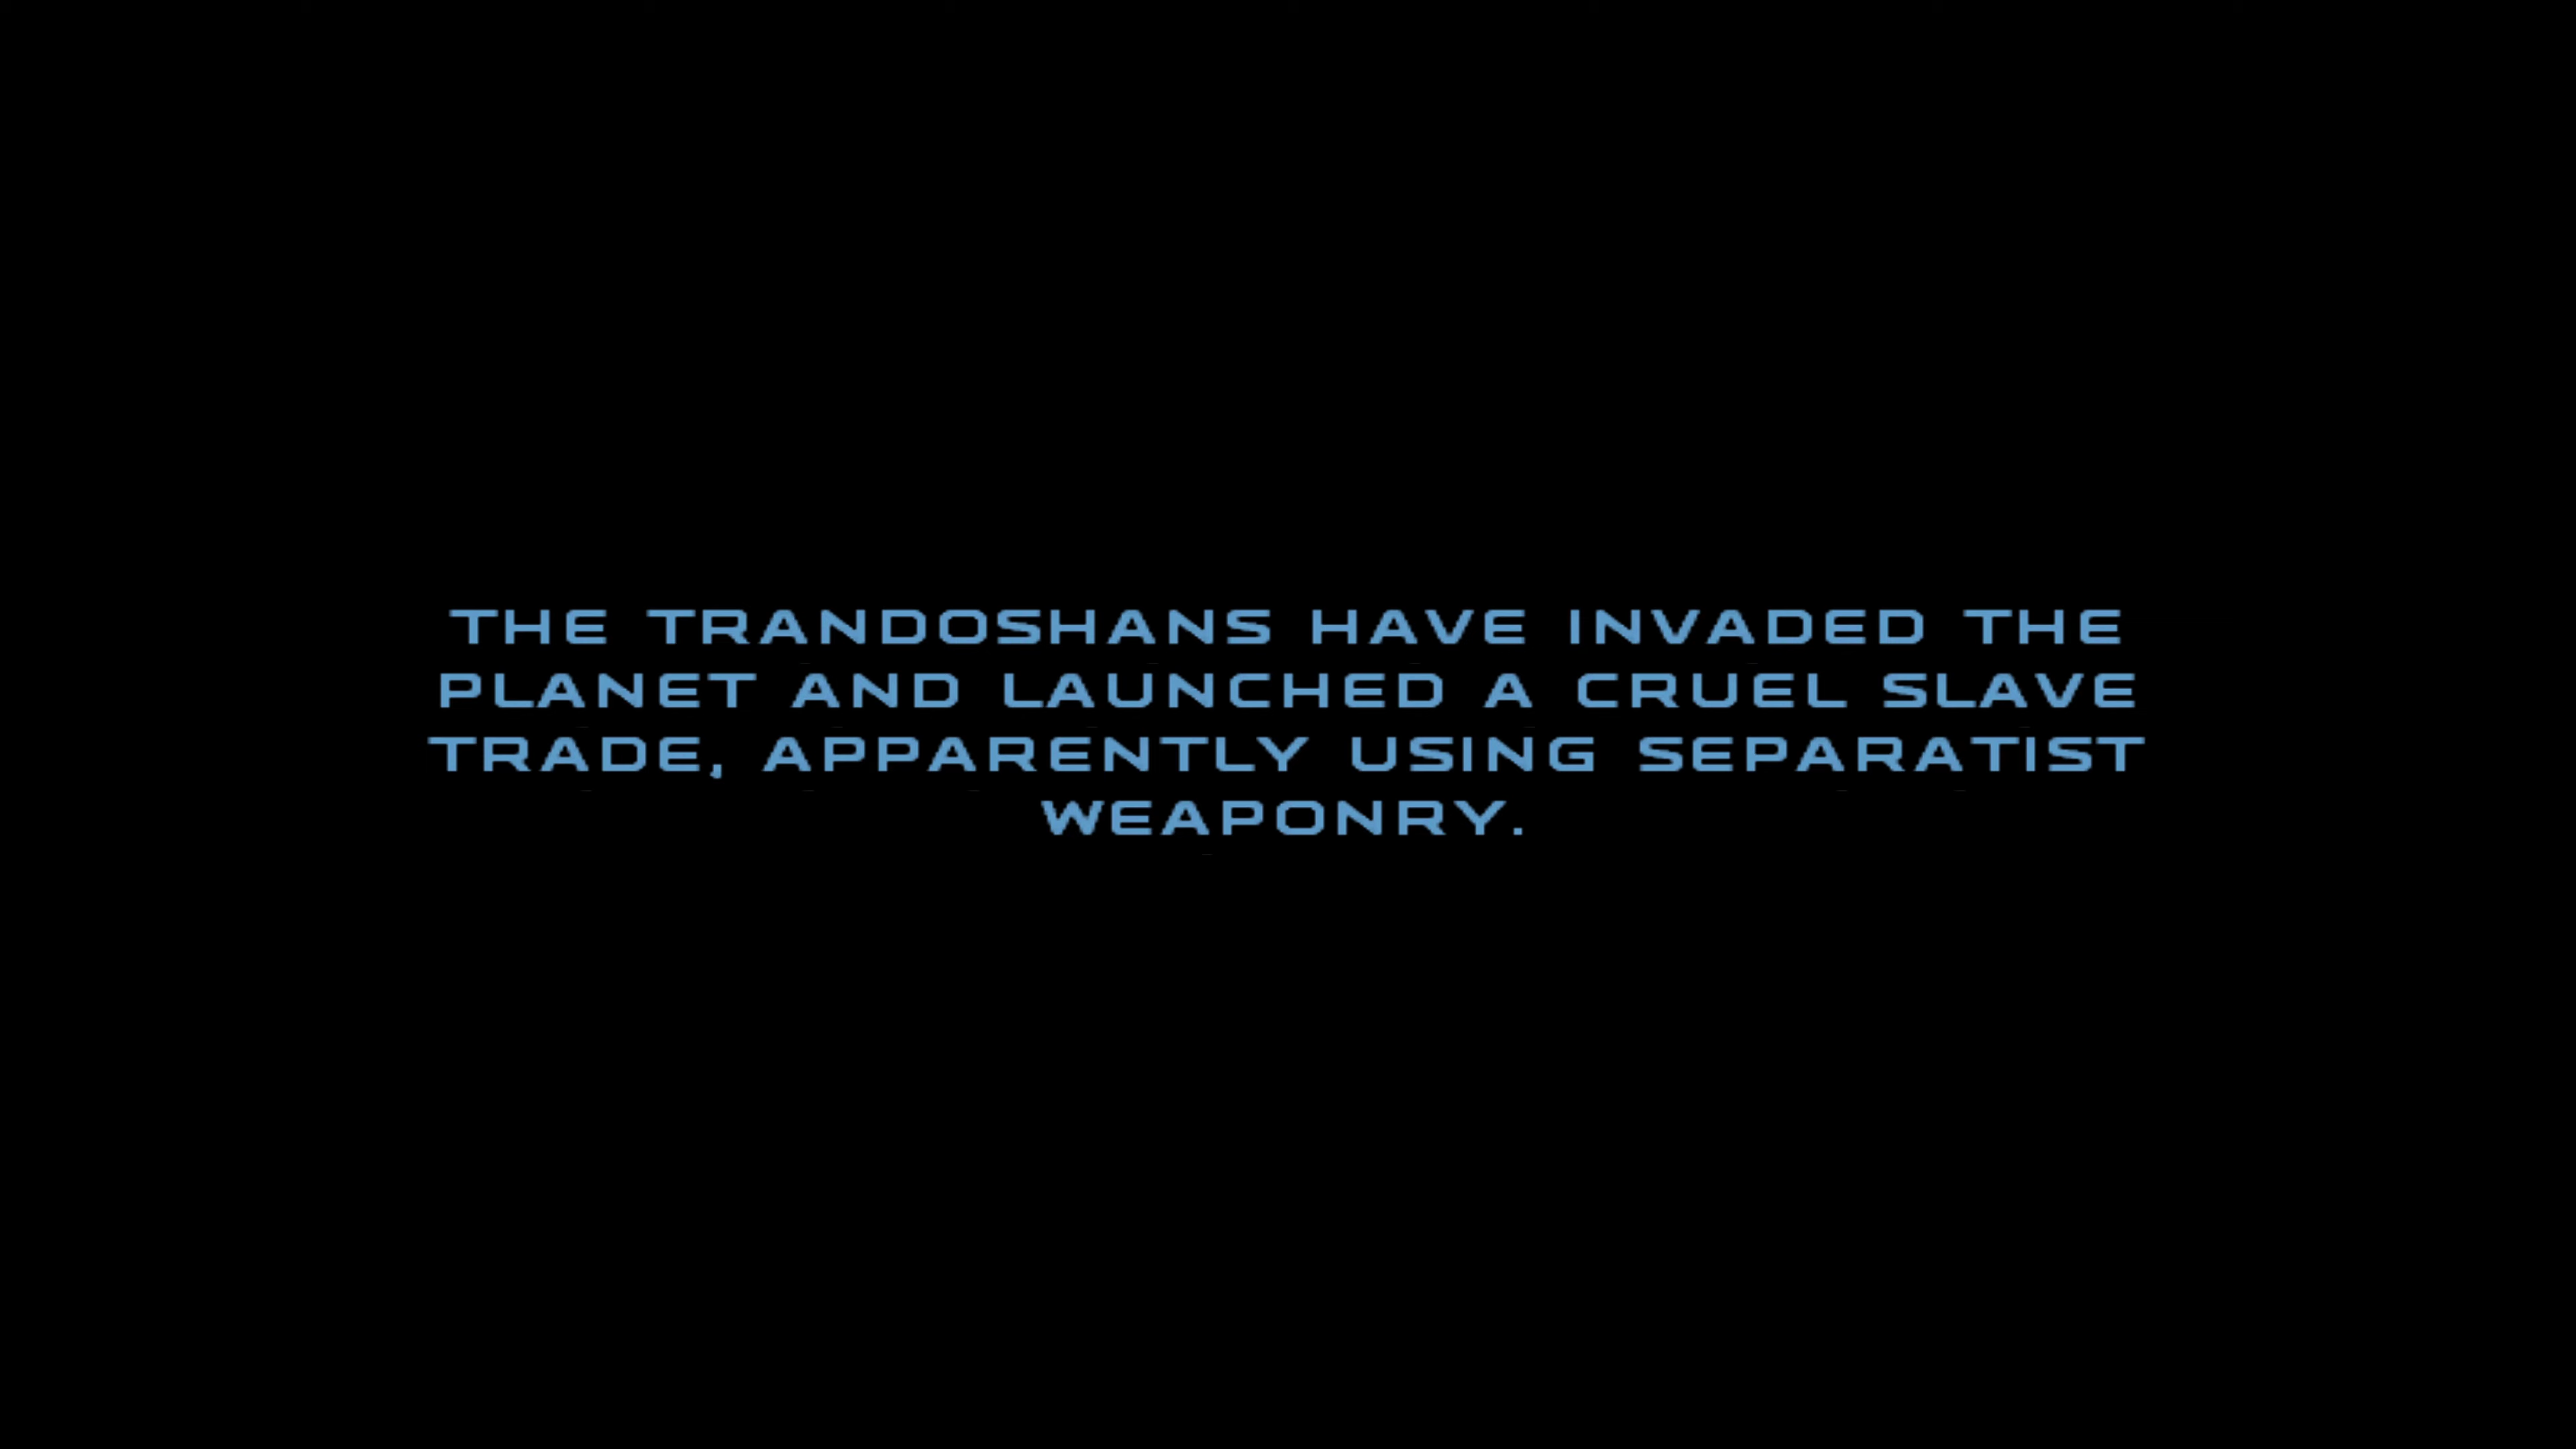 THE TRANDOSHANS HAVE INVADED THE
PLANET AND LAUNCHED A CRUEL SLAVE
TRADE, APPARENTLY USING SEPARATIST
WEAPONRY.